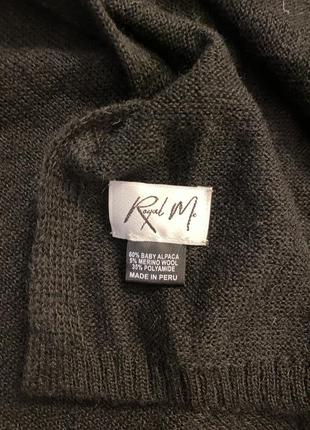 Royal Me
60% BABY ALPACA
5% MERINO WOOL
35% POLYAMIDE
MADE IN PERU